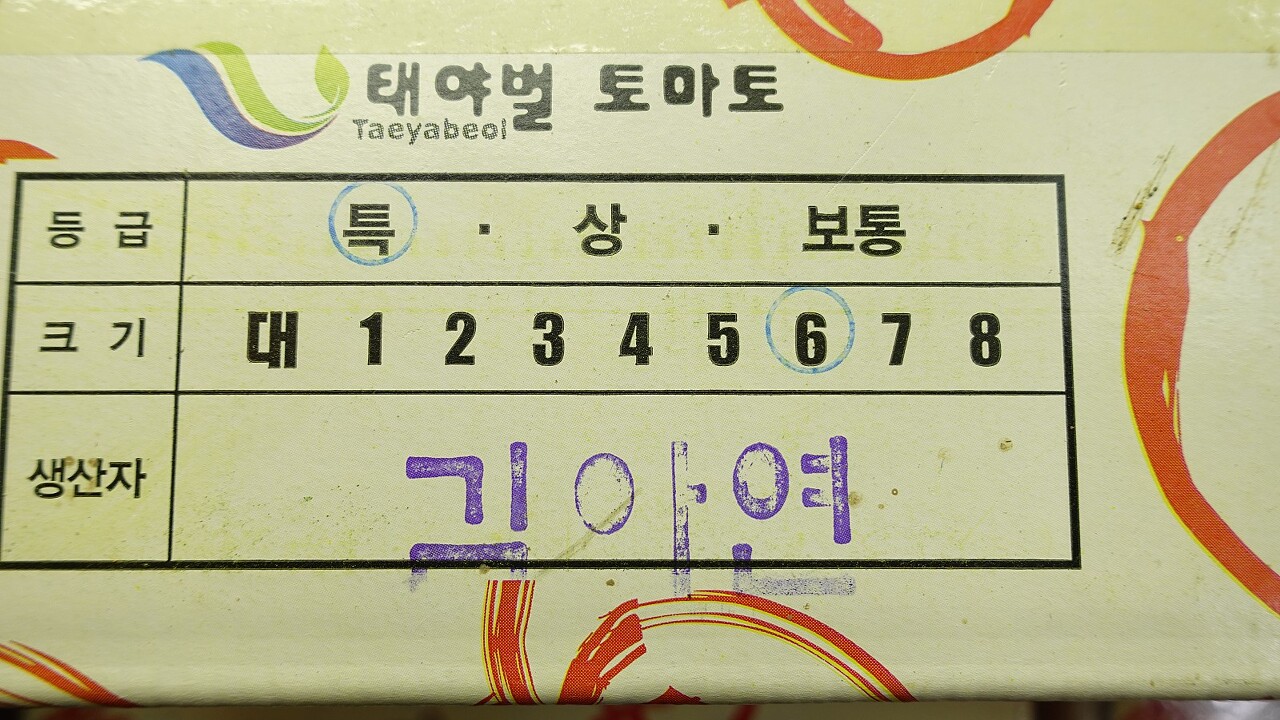 태야벌 토마토
Taeyabeol
등 급 특 · 상 · 보통
크 기 대 1 2 3 4 5 6 7 8
생산자 김아연